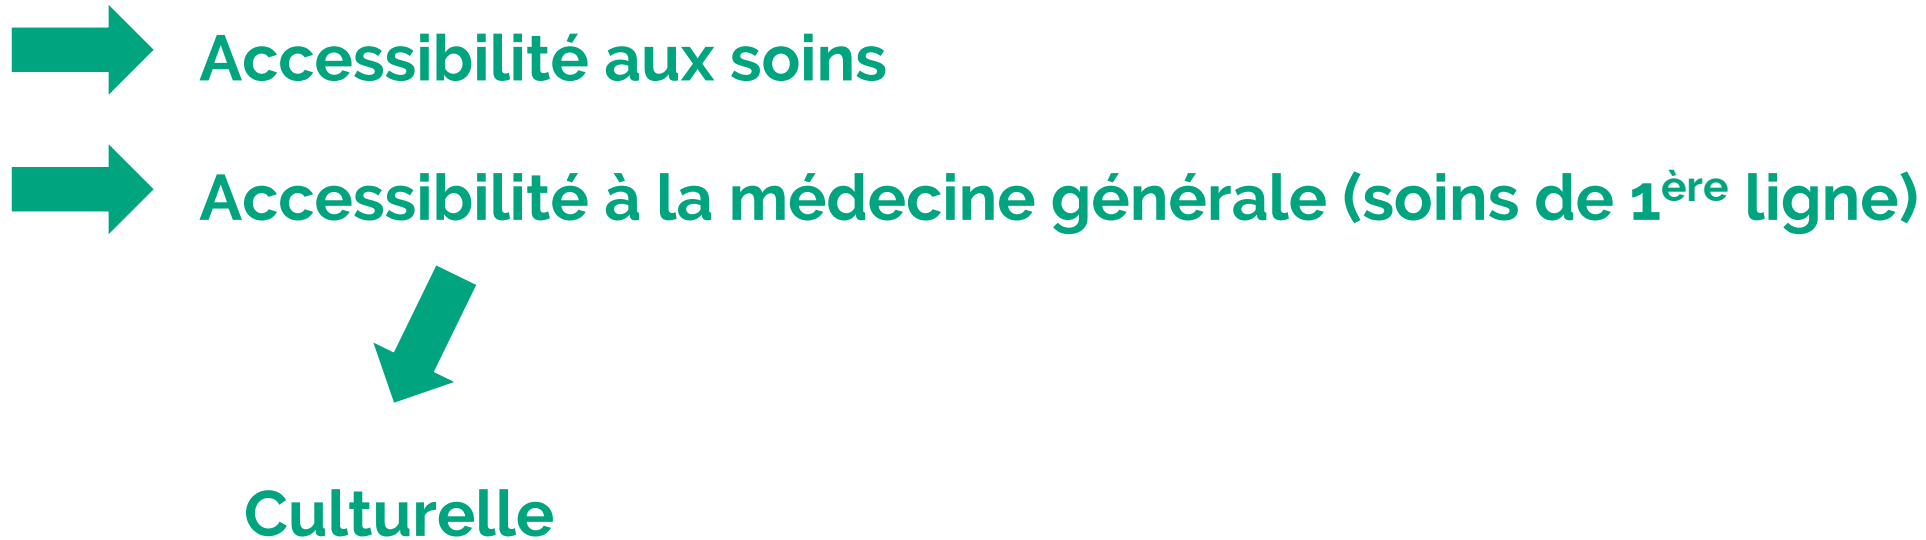 Accessibilité aux soins
Accessibilité à la médecine générale (soins de 1ère ligne)
Culturelle